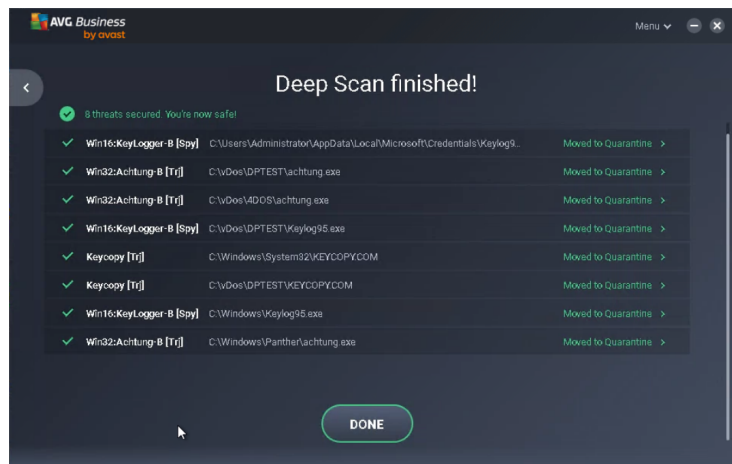 AVG Business
by avast
Menu
Deep Scan finished!
8 threats secured. You're now safe!
Win16:KeyLogger-B [Spy] C:\Users\Administrator\AppData\Local\Microsoft\Credentials\Keylog9... Moved to Quarantine
Win32:Achtung-B [Trj] C:\vDos\DPTEST\achtung.exe Moved to Quarantine
Win32:Achtung-B [Trj] C:\vDos\4DOS\achtung.exe Moved to Quarantine
Win16:KeyLogger-B [Spy] C:\vDos\DPTEST\Keylog95.exe Moved to Quarantine
Keycopy [Trj] C:\Windows\System32\KEYCOPY.COM Moved to Quarantine
Keycopy [Trj] C:\vDos\DPTEST\KEYCOPY.COM Moved to Quarantine
Win16:KeyLogger-B [Spy] C:\Windows\Keylog95.exe Moved to Quarantine
Win32:Achtung-B [Trj] C:\Windows\Panther\achtung.exe Moved to Quarantine
DONE